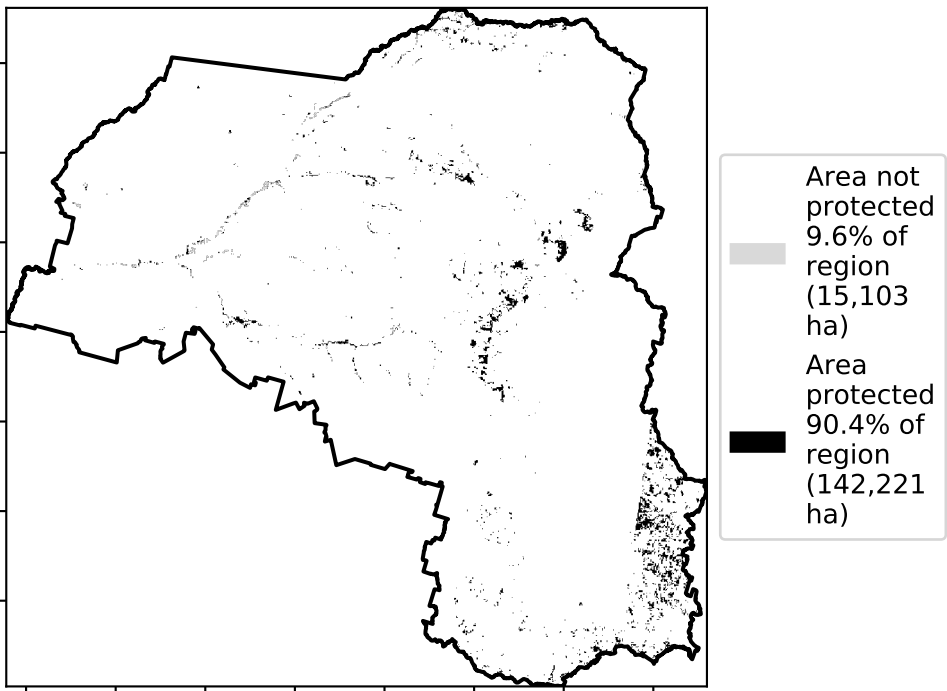 Area not
protected
9.6% of
region
(15,103
ha)
Area
protected
90.4% of
region
(142,221
ha)